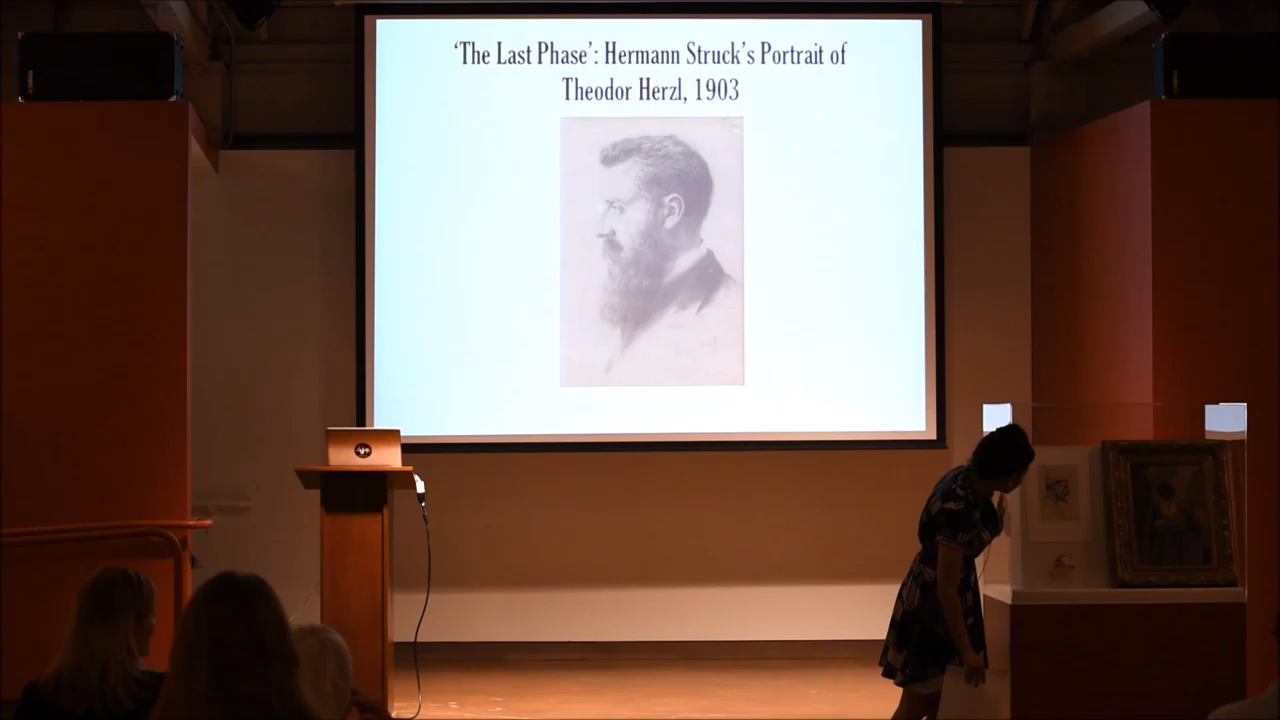 ‘The Last Phase’: Hermann Struck’s Portrait of
Theodor Herzl, 1903